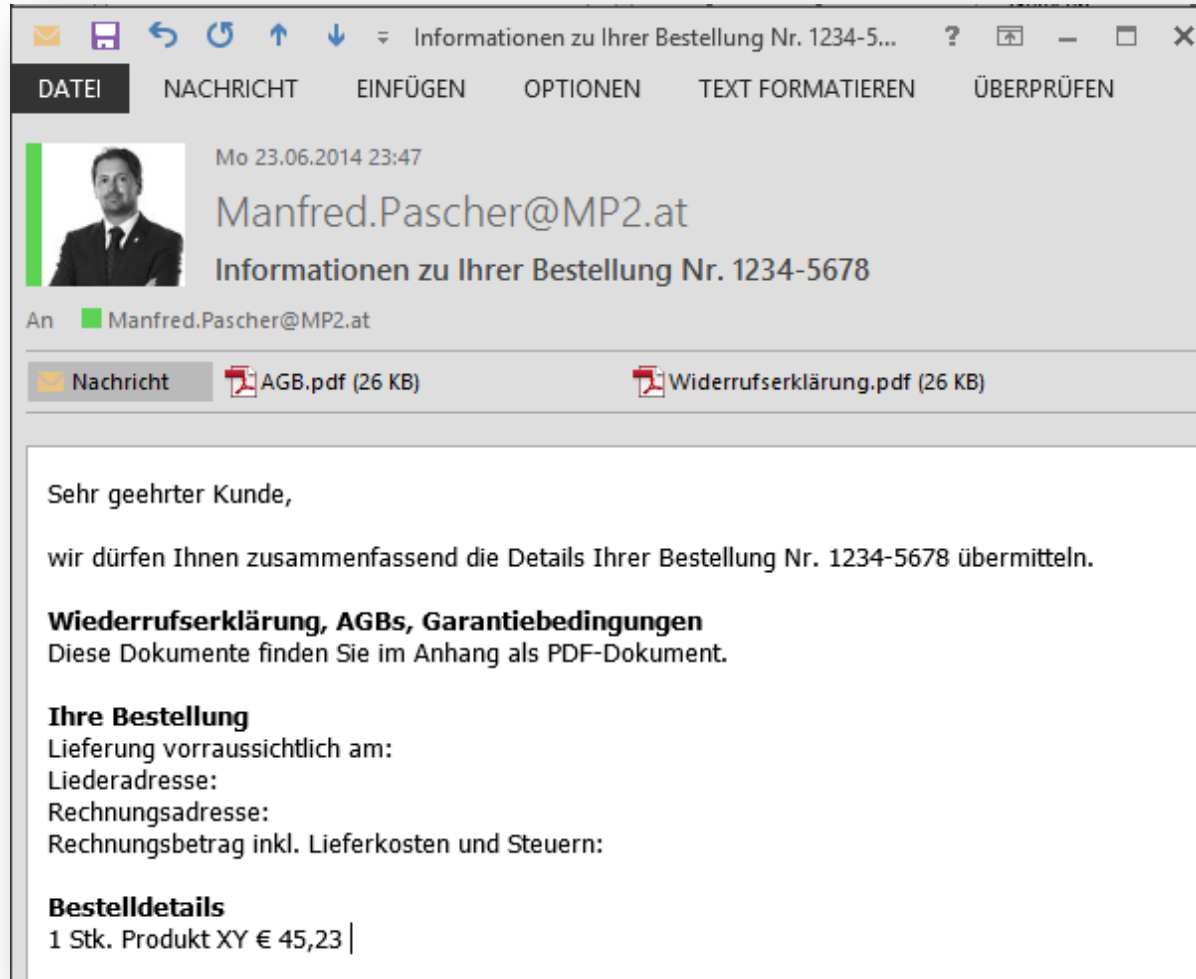 Informationen zu Ihrer Bestellung Nr. 1234-5... ?
DATEI NACHRICHT EINFÜGEN OPTIONEN TEXT FORMATIEREN ÜBERPRÜFEN
Mo 23.06.2014 23:47
Manfred.Pascher@MP2.at
Informationen zu Ihrer Bestellung Nr. 1234-5678
An Manfred.Pascher@MP2.at
Nachricht AGB.pdf (26 KB) Widerrufserklärung.pdf (26 KB)
Sehr geehrter Kunde,
wir dürfen Ihnen zusammenfassend die Details Ihrer Bestellung Nr. 1234-5678 übermitteln.
Wiederrufserklärung, AGBs, Garantiebedingungen
Diese Dokumente finden Sie im Anhang als PDF-Dokument.
Ihre Bestellung
Lieferung vorraussichtlich am:
Liederadresse:
Rechnungsadresse:
Rechnungsbetrag inkl. Lieferkosten und Steuern:
Bestelldetails
1 Stk. Produkt XY € 45,23